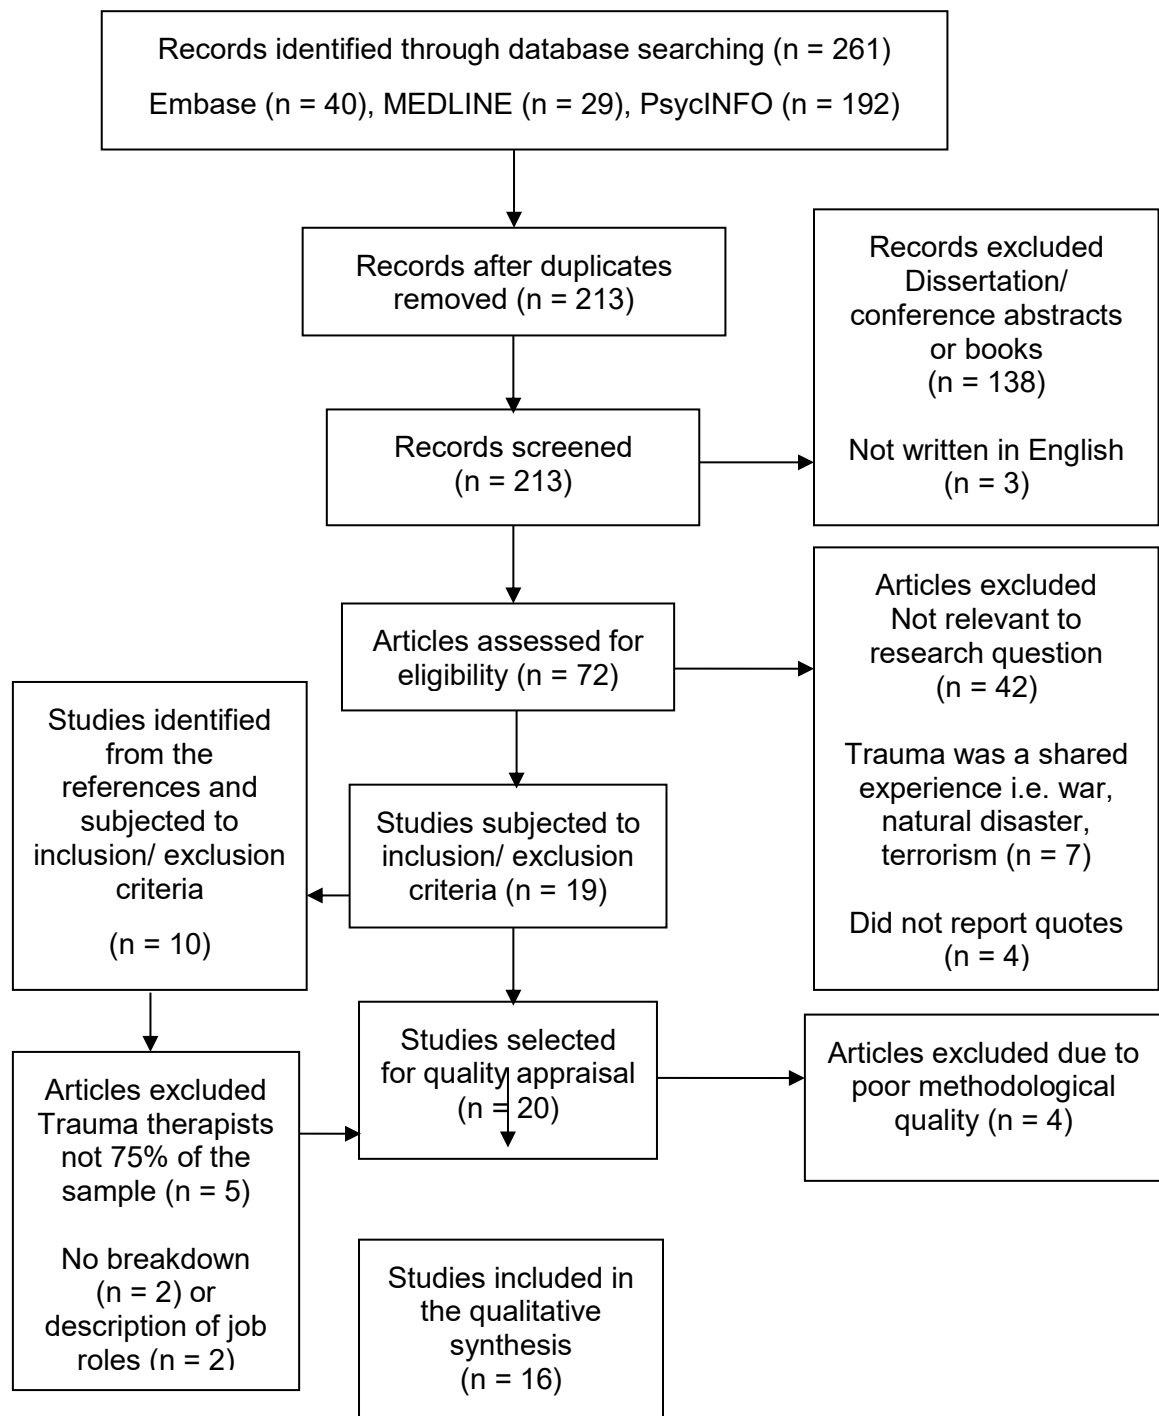 Records identified through database searching (n = 261)
Embase (n = 40), MEDLINE (n = 29), PsycINFO (n = 192)
Records after duplicates
removed (n = 213)
Records excluded
Dissertation/
conference abstracts
or books
(n = 138)
Not written in English
(n = 3)
Records screened
(n = 213)
Articles assessed for
eligibility (n = 72)
Articles excluded
Not relevant to
research question
(n = 42)
Trauma was a shared
experience i.e. war,
natural disaster,
terrorism (n = 7)
Did not report quotes
(n = 4)
Studies identified
from the
references and
subjected to
inclusion/ exclusion
criteria
(n = 10)
Studies subjected to
inclusion/ exclusion
criteria (n = 19)
Studies selected
for quality appraisal
(n = 20)
Articles excluded due to
poor methodological
quality (n = 4)
Articles excluded
Trauma therapists
not 75% of the
sample (n = 5)
No breakdown
(n = 2) or
description of job
roles (n = 2)
Studies included in
the qualitative
synthesis
(n = 16)